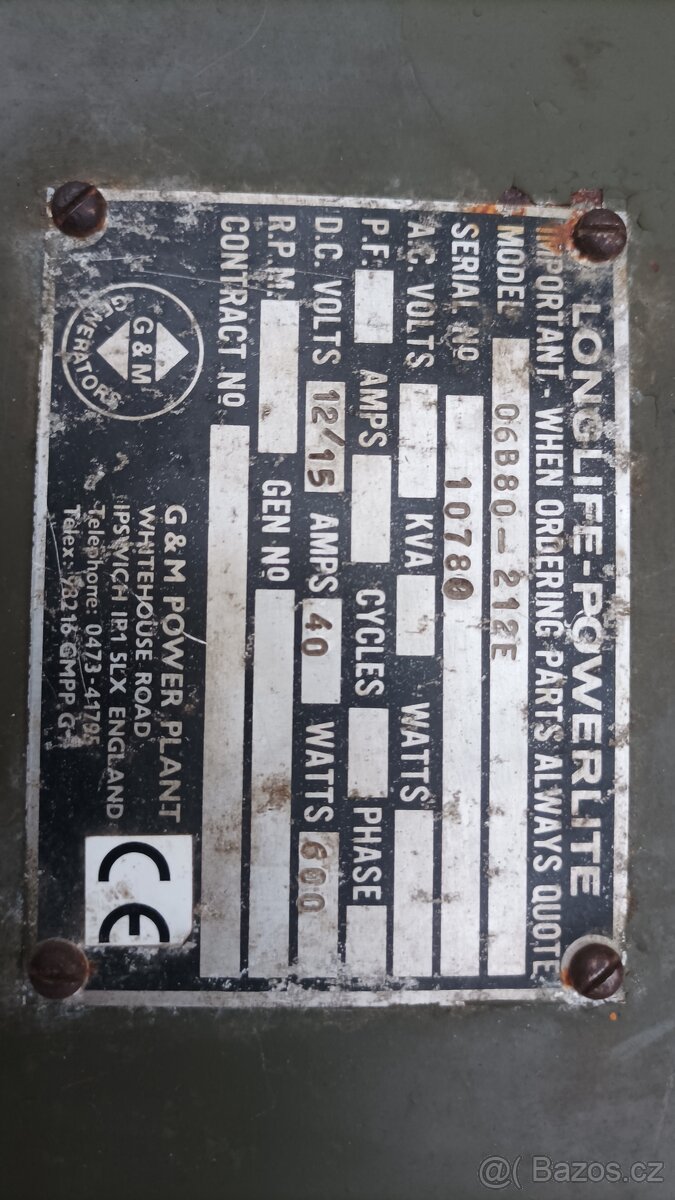 LONGLIFE-POWERLITE
IMPORTANT - WHEN ORDERING PARTS ALWAYS QUOTE
MODEL 06B80-212E
SERIAL No 10780
A.C. VOLTS KVA WATTS
P.F. AMPS CYCLES PHASE
D.C VOLTS 12/15 AMPS 40 WATTS 600
R.P.M. GEN No
CONTRACT No
G & M
GENERATORS
G & M POWER PLANT
WHITEHOUSE ROAD
IPSWICH IP1 5LX ENGLAND
Telephone: 0473-41795
Telex: 98216 GMPP G
CE
@( Bazos.cz